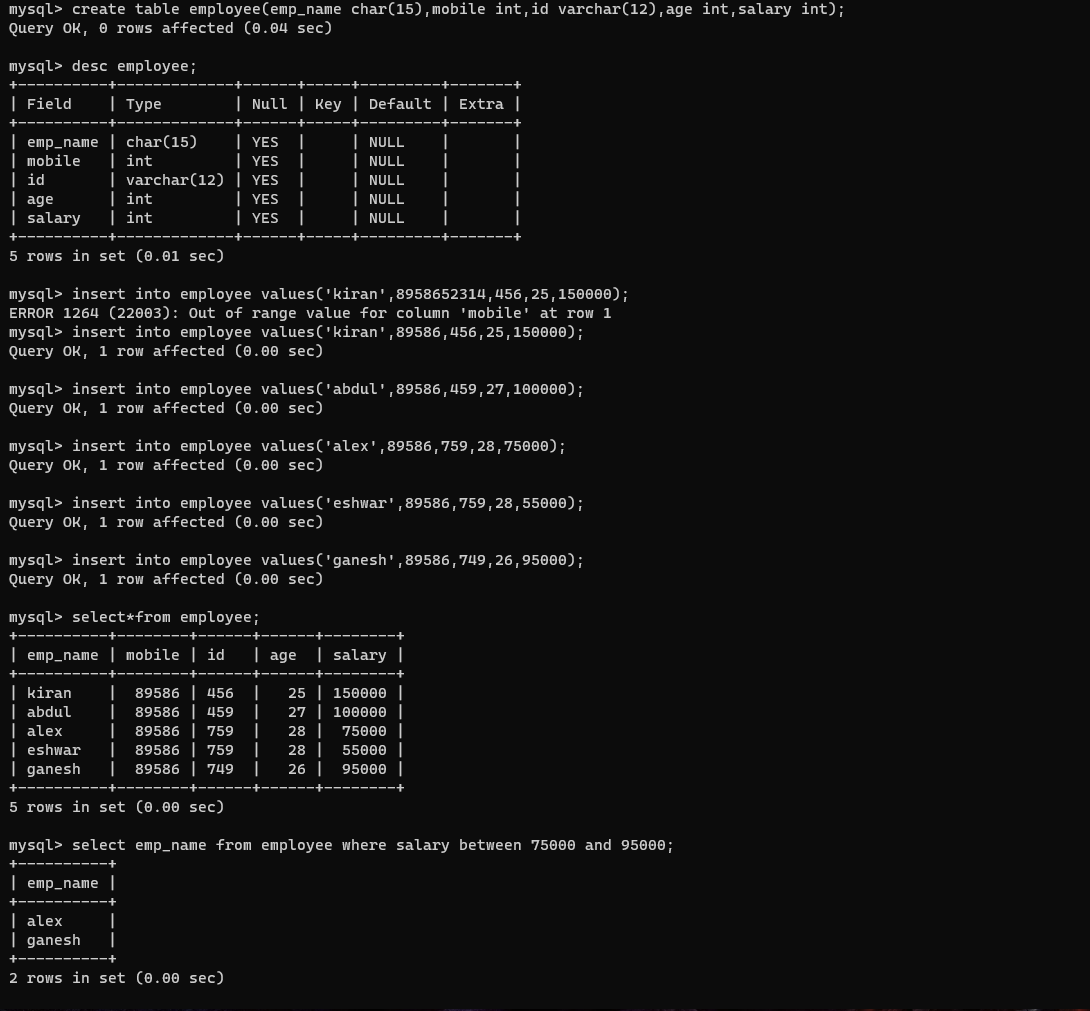 mysql> create table employee(emp_name char(15),mobile int,id varchar(12),age int,salary int);
Query OK, 0 rows affected (0.04 sec)

mysql> desc employee;
+----------+-------------+------+-----+---------+-------+
| Field    | Type        | Null | Key | Default | Extra |
+----------+-------------+------+-----+---------+-------+
| emp_name | char(15)    | YES  |     | NULL    |       |
| mobile   | int         | YES  |     | NULL    |       |
| id       | varchar(12) | YES  |     | NULL    |       |
| age      | int         | YES  |     | NULL    |       |
| salary   | int         | YES  |     | NULL    |       |
+----------+-------------+------+-----+---------+-------+
5 rows in set (0.01 sec)

mysql> insert into employee values('kiran',8958652314,456,25,150000);
ERROR 1264 (22003): Out of range value for column 'mobile' at row 1
mysql> insert into employee values('kiran',89586,456,25,150000);
Query OK, 1 row affected (0.00 sec)

mysql> insert into employee values('abdul',89586,459,27,100000);
Query OK, 1 row affected (0.00 sec)

mysql> insert into employee values('alex',89586,759,28,75000);
Query OK, 1 row affected (0.00 sec)

mysql> insert into employee values('eshwar',89586,759,28,55000);
Query OK, 1 row affected (0.00 sec)

mysql> insert into employee values('ganesh',89586,749,26,95000);
Query OK, 1 row affected (0.00 sec)

mysql> select*from employee;
+----------+--------+------+------+--------+
| emp_name | mobile | id   | age  | salary |
+----------+--------+------+------+--------+
| kiran    |  89586 | 456  |   25 | 150000 |
| abdul    |  89586 | 459  |   27 | 100000 |
| alex     |  89586 | 759  |   28 |  75000 |
| eshwar   |  89586 | 759  |   28 |  55000 |
| ganesh   |  89586 | 749  |   26 |  95000 |
+----------+--------+------+------+--------+
5 rows in set (0.00 sec)

mysql> select emp_name from employee where salary between 75000 and 95000;
+----------+
| emp_name |
+----------+
| alex     |
| ganesh   |
+----------+
2 rows in set (0.00 sec)